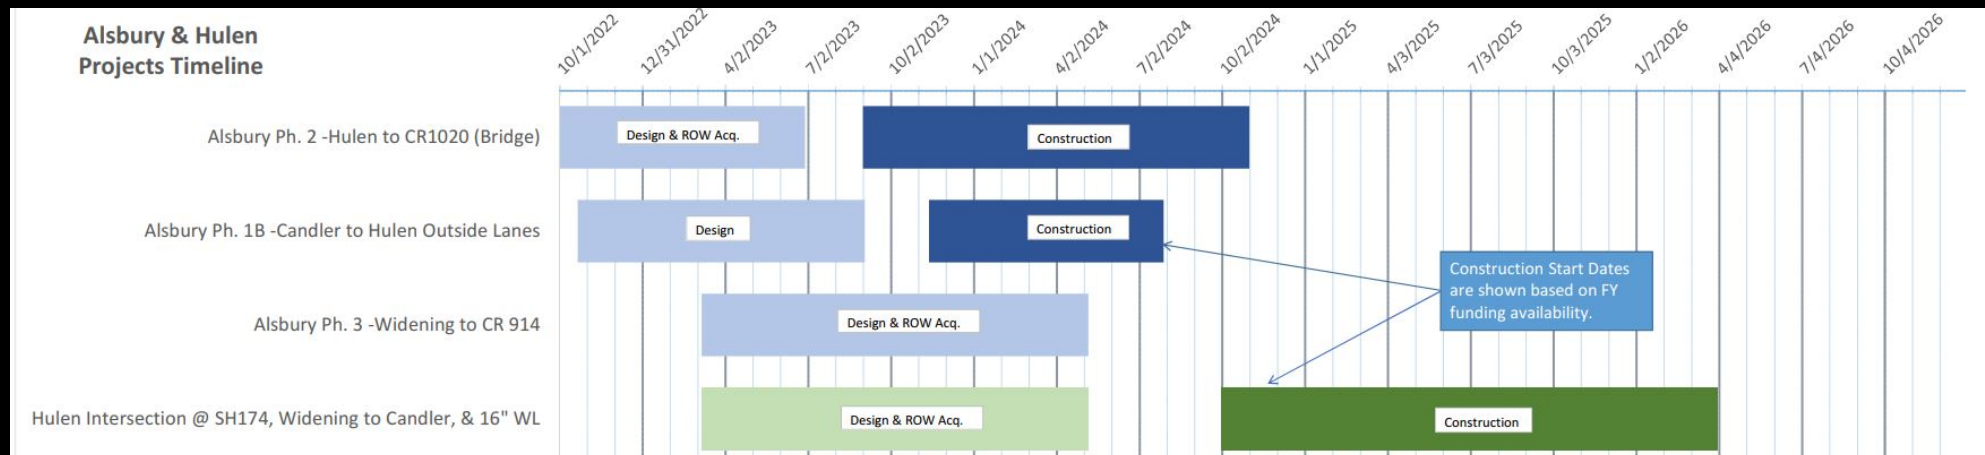 Alsbury & Hulen
Projects Timeline
10/1/2022
12/31/2022
4/2/2023
7/2/2023
10/2/2023
1/1/2024
4/2/2024
7/2/2024
10/2/2024
1/1/2025
4/3/2025
7/3/2025
10/3/2025
1/2/2026
4/4/2026
7/4/2026
10/4/2026
Alsbury Ph. 2 -Hulen to CR1020 (Bridge)
Design & ROW Acq.
Construction
Alsbury Ph. 1B -Candler to Hulen Outside Lanes
Design
Construction
Construction Start Dates
are shown based on FY
funding availability.
Alsbury Ph. 3 -Widening to CR 914
Design & ROW Acq.
Hulen Intersection @ SH174, Widening to Candler, & 16" WL
Design & ROW Acq.
Construction